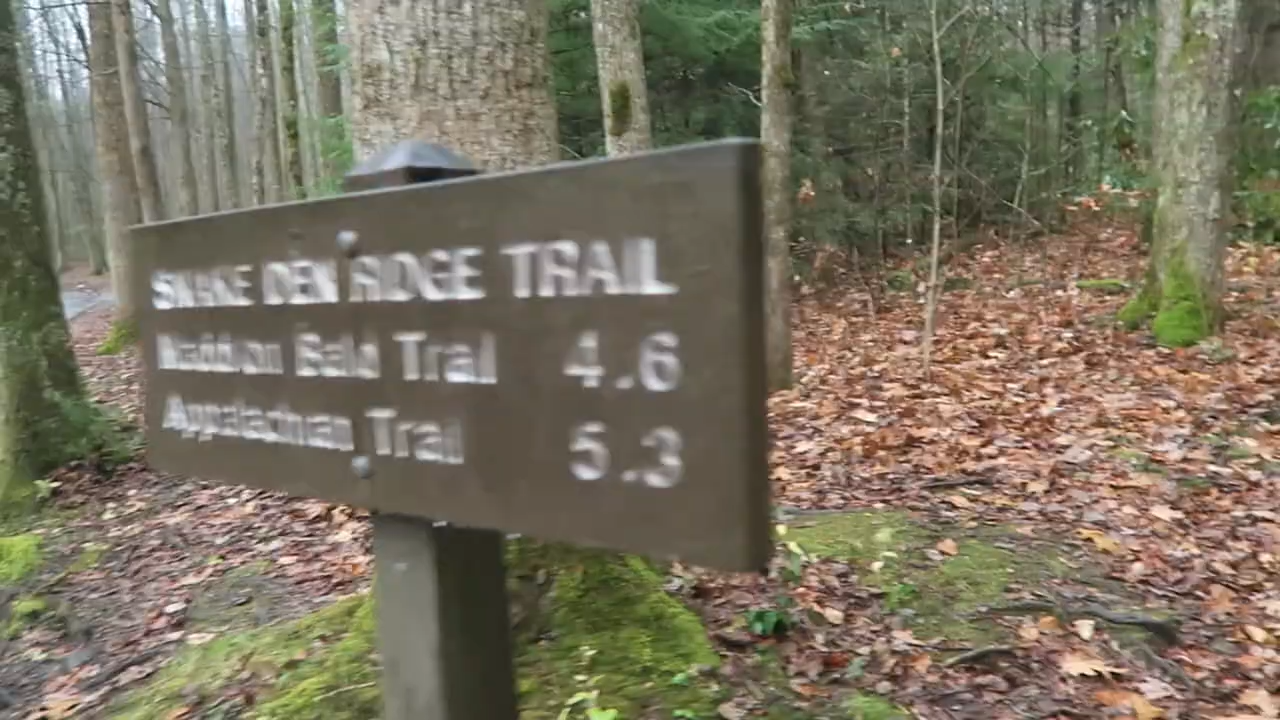 SNAKE DEN RIDGE TRAIL
Maddron Bald Trail 4.6
Appalachian Trail 5.3